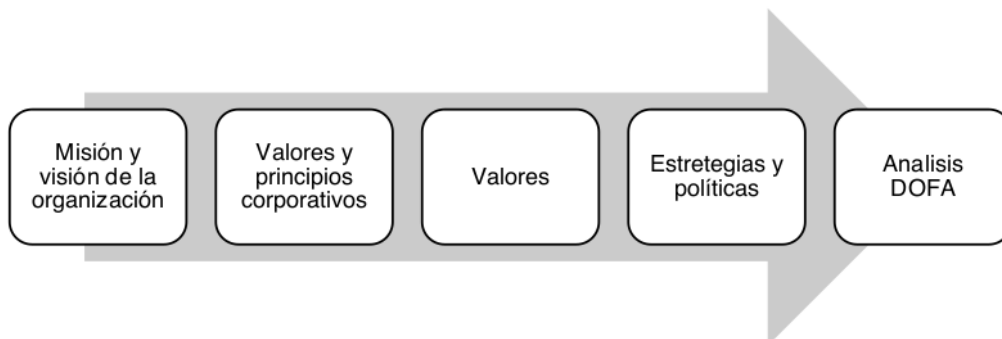 Misión y
visión de la
organización
Valores y
principios
corporativos
Valores
Estretegias y
políticas
Analisis
DOFA